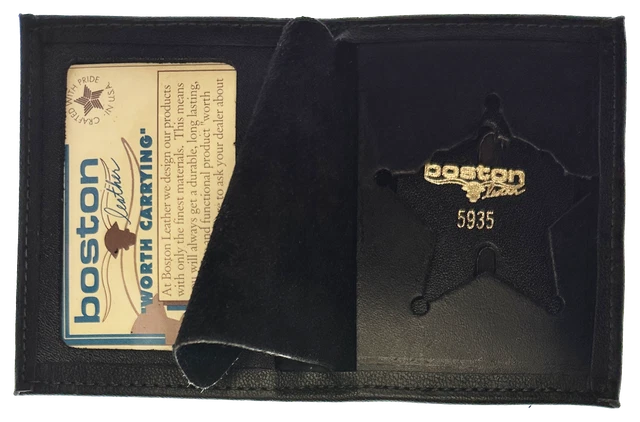 CRAFTED WITH PRIDE
IN U.S.A.
boston
leather
"WORTH CARRYING"
At Boston Leather we design our products
with only the finest materials. This means
you will always get a durable, long lasting,
and functional product "worth
to ask your dealer about
boston
leather
5935